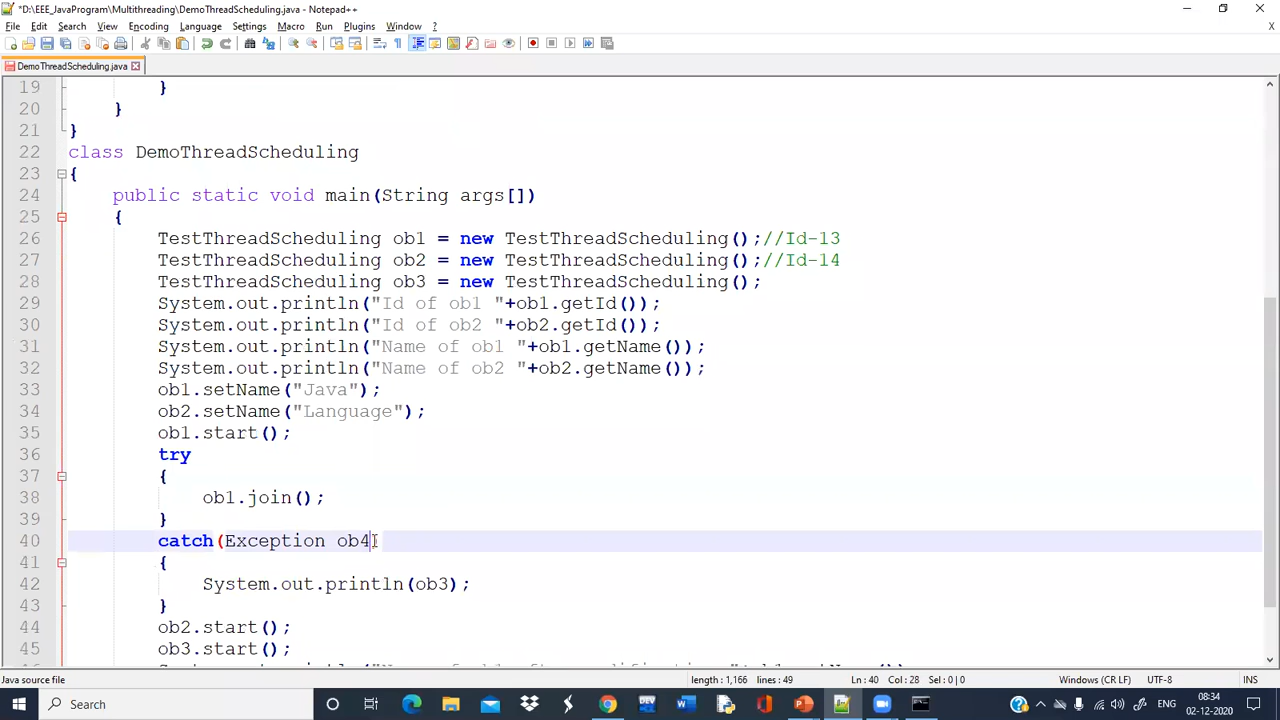 *D:\EEE_JavaProgram\Multithreading\DemoThreadScheduling.java - Notepad++
File Edit Search View Encoding Language Settings Tools Macro Run Plugins Window ?
DemoThreadScheduling.java
19 }
20 }
21 }
22 class DemoThreadScheduling
23 {
24 public static void main(String args[])
25 {
26 TestThreadScheduling ob1 = new TestThreadScheduling();//Id-13
27 TestThreadScheduling ob2 = new TestThreadScheduling();//Id-14
28 TestThreadScheduling ob3 = new TestThreadScheduling();
29 System.out.println("Id of ob1 "+ob1.getId());
30 System.out.println("Id of ob2 "+ob2.getId());
31 System.out.println("Name of ob1 "+ob1.getName());
32 System.out.println("Name of ob2 "+ob2.getName());
33 ob1.setName("Java");
34 ob2.setName("Language");
35 ob1.start();
36 try
37 {
38 ob1.join();
39 }
40 catch(Exception ob4
41 {
42 System.out.println(ob3);
43 }
44 ob2.start();
45 ob3.start();
Java source file length : 1,166 lines : 49 Ln : 40 Col : 28 Sel : 0 | 0 Windows (CR LF) UTF-8 INS
Search ENG 08:34
02-12-2020